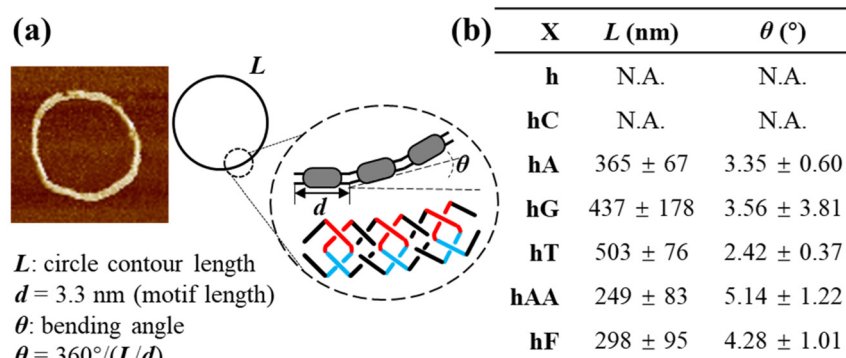 (a)
L
θ
d
L: circle contour length
d = 3.3 nm (motif length)
θ: bending angle
θ = 360°/(L/d)
(b)
X L (nm) θ (°)
h N.A. N.A.
hC N.A. N.A.
hA 365 ± 67 3.35 ± 0.60
hG 437 ± 178 3.56 ± 3.81
hT 503 ± 76 2.42 ± 0.37
hAA 249 ± 83 5.14 ± 1.22
hF 298 ± 95 4.28 ± 1.01